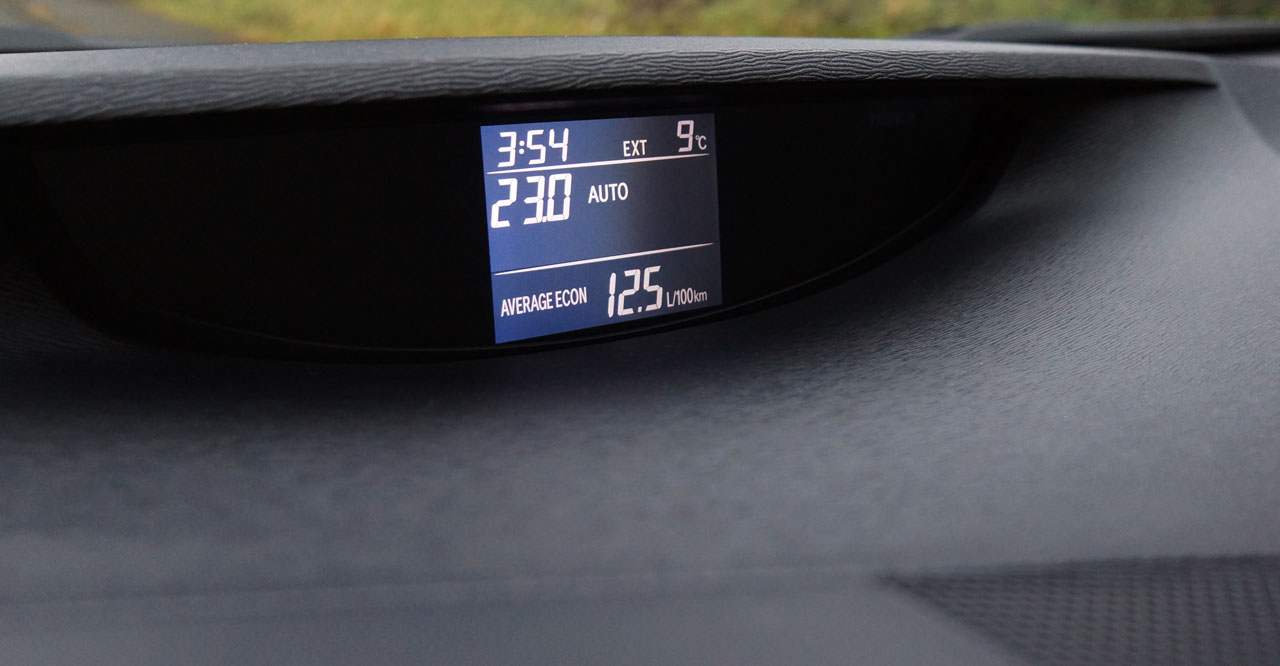 3:54 EXT 9°C
23.0 AUTO
AVERAGE ECON 12.5 L/100km